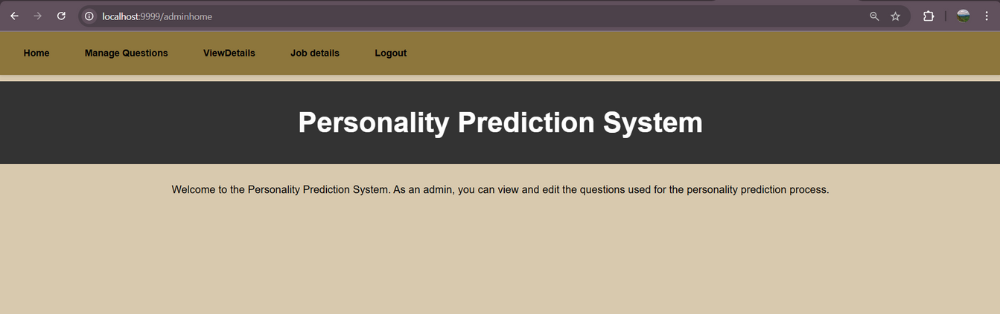 localhost:9999/adminhome
Home Manage Questions ViewDetails Job details Logout
Personality Prediction System
Welcome to the Personality Prediction System. As an admin, you can view and edit the questions used for the personality prediction process.